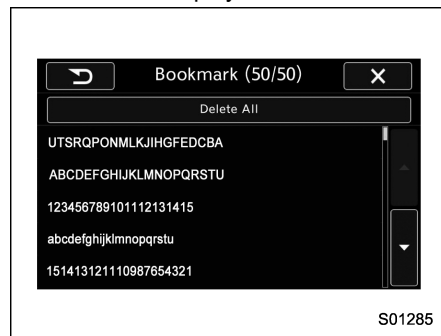 Bookmark (50/50)
Delete All
UTSRQPONMLKJIHGFEDCBA
ABCDEFGHIJKLMNOPQRSTU
123456789101112131415
abcdefghijklmnopqrstu
151413121110987654321
S01285